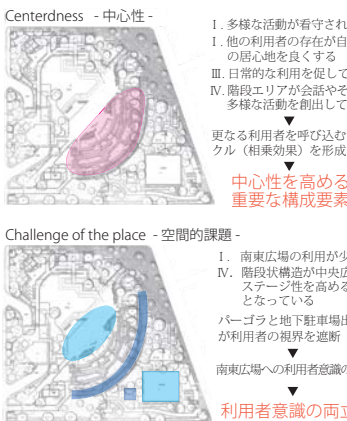 Centerdness - 中心性 -
I . 多様な活動が看守され
I . 他の利用者の存在が自
の居心地を良くする
III. 日常的な利用を促して
IV. 階段エリアが会話やそ
多様な活動を創出して
▼
更なる利用者を呼び込む
クル（相乗効果）を形成
▼
中心性を高める
重要な構成要素
Challenge of the place - 空間的課題 -
I . 南東広場の利用が少
IV. 階段状構造が中央広
ステージ性を高める
となっている
パーゴラと地下駐車場出
が利用者の視界を遮断
▼
南東広場への利用者意識の
▼
利用者意識の両立